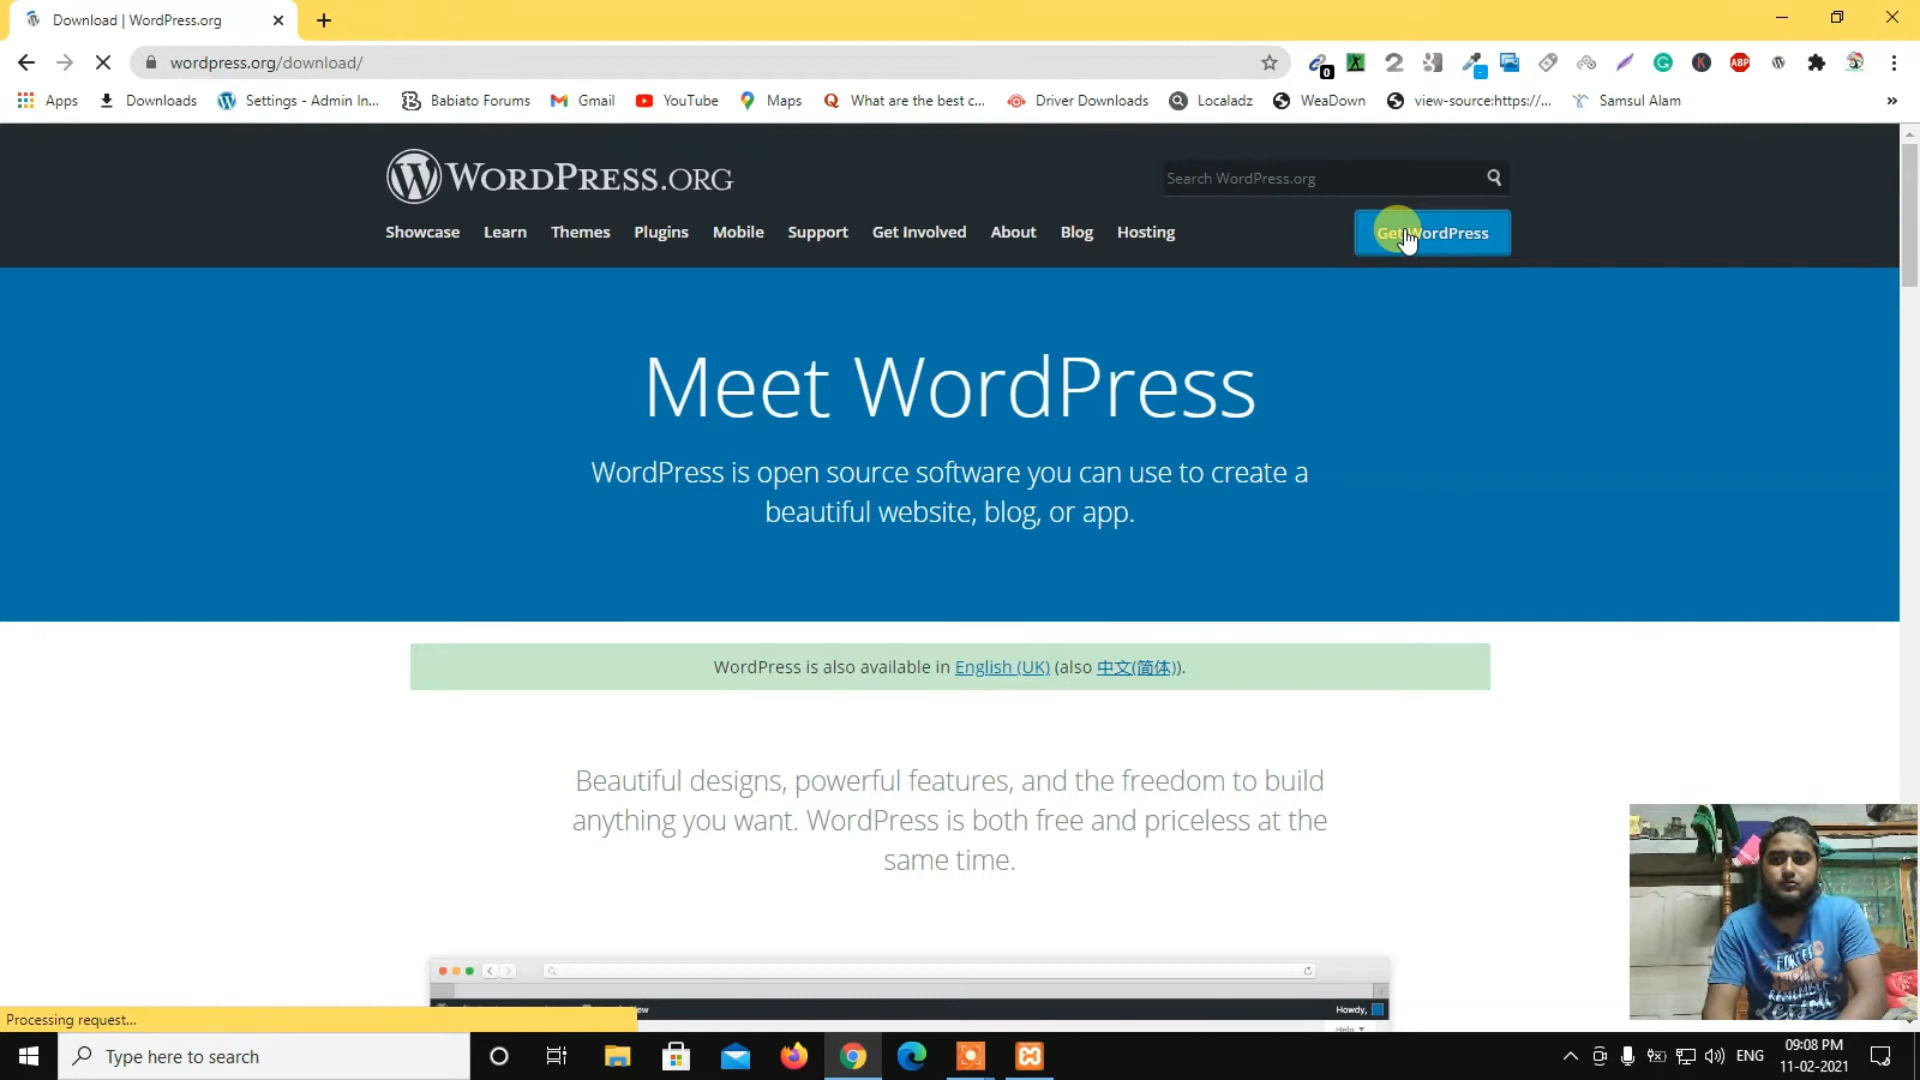 Download | WordPress.org
wordpress.org/download/
0
ABP
Apps
Downloads
Settings - Admin In...
Babiato Forums
Gmail
YouTube
Maps
What are the best c...
Driver Downloads
Localadz
WeaDown
view-source:https://...
Samsul Alam
»
WORDPRESS.ORG
Search WordPress.org
Showcase
Learn
Themes
Plugins
Mobile
Support
Get Involved
About
Blog
Hosting
Get WordPress
Meet WordPress
WordPress is open source software you can use to create a
beautiful website, blog, or app.
WordPress is also available in English (UK) (also 中文(简体)).
Beautiful designs, powerful features, and the freedom to build
anything you want. WordPress is both free and priceless at the
same time.
Howdy,
Help
Processing request...
FORGET
REMEMBER
Type here to search
ENG
09:08 PM
11-02-2021